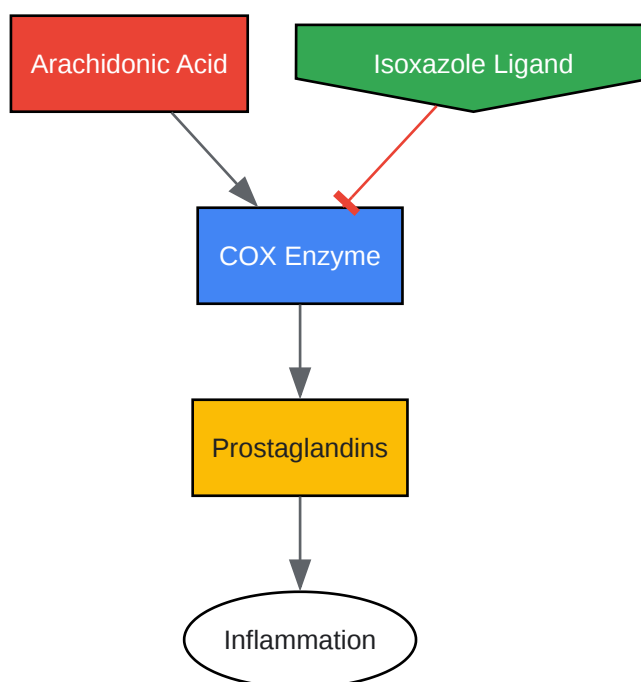 Arachidonic Acid
Isoxazole Ligand
COX Enzyme
Prostaglandins
Inflammation